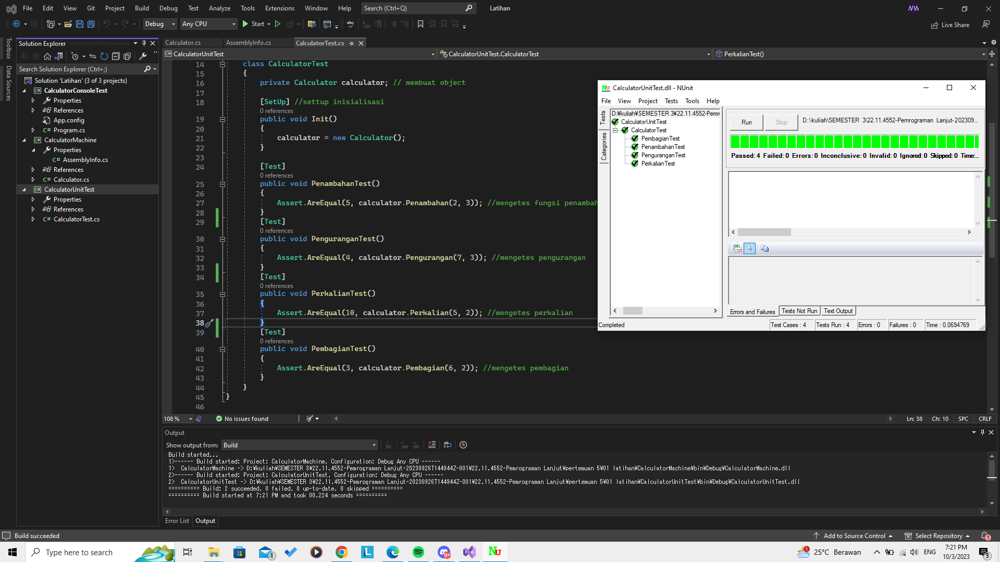 File Edit View Git Project Build Debug Test Analyze Tools Extensions Window Help Search (Ctrl+Q) Latihan
Debug Any CPU Start Live Share
Toolbox
Data Sources
Solution Explorer
Search Solution Explorer (Ctrl+;)
Solution 'Latihan' (3 of 3 projects)
CalculatorConsoleTest
Properties
References
App.config
C# Program.cs
CalculatorMachine
Properties
C# AssemblyInfo.cs
References
C# Calculator.cs
CalculatorUnitTest
Properties
References
C# CalculatorTest.cs
Calculator.cs AssemblyInfo.cs CalculatorTest.cs
CalculatorUnitTest CalculatorUnitTest.CalculatorTest PerkalianTest()
14 class CalculatorTest
15 {
16 private Calculator calculator; // membuat object
17
18 [SetUp] //settup inisialisasi
0 references
19 public void Init()
20 {
21 calculator = new Calculator();
22 }
23
24 [Test]
0 references
25 public void PenambahanTest()
26 {
27 Assert.AreEqual(5, calculator.Penambahan(2, 3)); //mengetes fungsi penambah
28 }
29 [Test]
0 references
30 public void PenguranganTest()
31 {
32 Assert.AreEqual(4, calculator.Pengurangan(7, 3)); //mengetes pengurangan
33 }
34 [Test]
0 references
35 public void PerkalianTest()
36 {
37 Assert.AreEqual(10, calculator.Perkalian(5, 2)); //mengetes perkalian
38 }
39 [Test]
0 references
40 public void PembagianTest()
41 {
42 Assert.AreEqual(3, calculator.Pembagian(6, 2)); //mengetes pembagian
43 }
44 }
45 }
46
108 % No issues found Ln: 38 Ch: 10 SPC CRLF
CalculatorUnitTest.dll - NUnit
File View Project Tests Tools Help
Tests
Categories
D:¥kuliah¥SEMESTER 3¥22.11.4552-Pemr
CalculatorUnitTest
CalculatorTest
PembagianTest
PenambahanTest
PenguranganTest
PerkalianTest
Run Stop D:\kuliah\SEMESTER 3\22.11.4552-Pemrograman Lanjut-202309...
Passed: 4 Failed: 0 Errors: 0 Inconclusive: 0 Invalid: 0 Ignored: 0 Skipped: 0 Time:...
Errors and Failures Tests Not Run Text Output
Completed Test Cases : 4 Tests Run : 4 Errors : 0 Failures : 0 Time : 0.0694769
Output
Show output from: Build
Build started...
1>------ Build started: Project: CalculatorMachine, Configuration: Debug Any CPU ------
1> CalculatorMachine -> D:¥kuliah¥SEMESTER 3¥22.11.4552-Pemrograman Lanjut-20230926T144944Z-001¥22.11.4552-Pemrograman Lanjut¥pertemuan 5¥01 latihan¥CalculatorMachine¥bin¥Debug¥CalculatorMachine.dll
2>------ Build started: Project: CalculatorUnitTest, Configuration: Debug Any CPU ------
2> CalculatorUnitTest -> D:¥kuliah¥SEMESTER 3¥22.11.4552-Pemrograman Lanjut-20230926T144944Z-001¥22.11.4552-Pemrograman Lanjut¥pertemuan 5¥01 latihan¥CalculatorUnitTest¥bin¥Debug¥CalculatorUnitTest.dll
========== Build: 2 succeeded, 0 failed, 0 up-to-date, 0 skipped ==========
========== Build started at 7:21 PM and took 00.224 seconds ==========
Error List Output
Build succeeded Add to Source Control Select Repository 1
Type here to search 1 L 9+ NU 1 25°C Berawan ENG 7:21 PM
10/3/2023 3